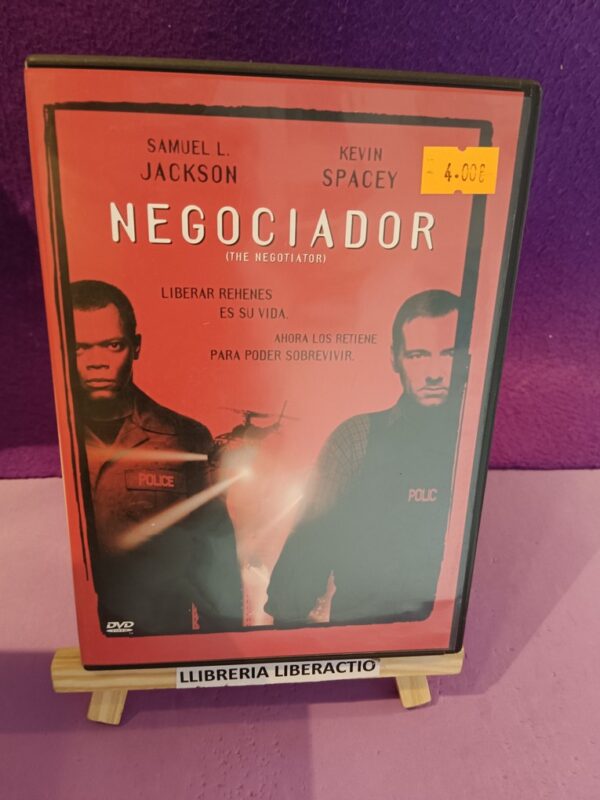 SAMUEL L.
JACKSON
KEVIN
SPACEY
4.00€
NEGOCIADOR
(THE NEGOTIATOR)
LIBERAR REHENES
ES SU VIDA.
AHORA LOS RETIENE
PARA PODER SOBREVIVIR.
POLICE
POLIC
DVD
VIDEO
LLIBRERIA LIBERACTIO